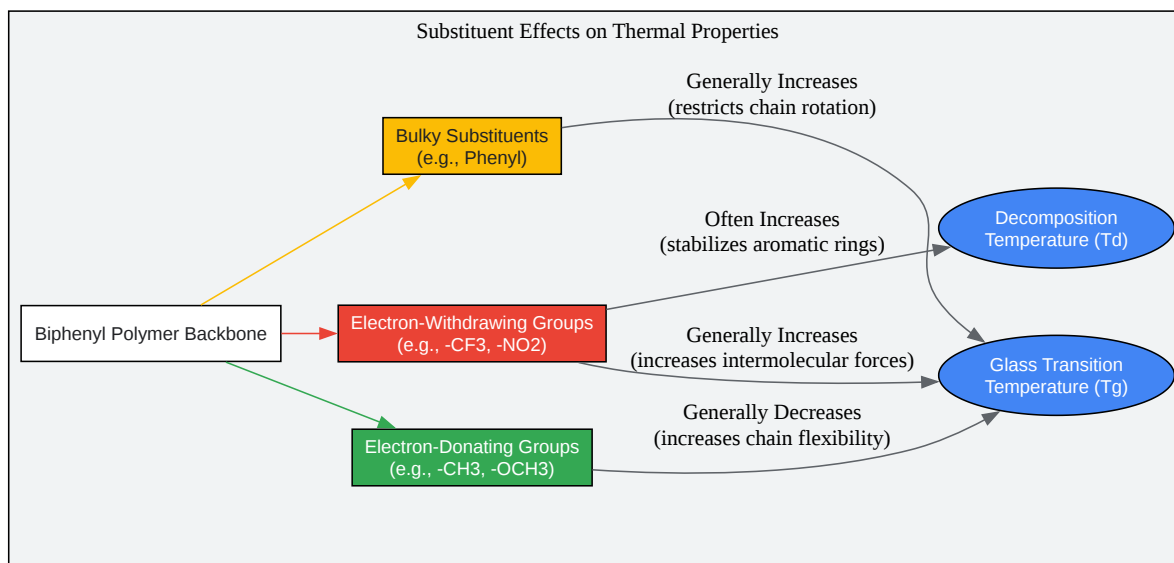 Substituent Effects on Thermal Properties
Generally Increases
(restricts chain rotation)
Bulky Substituents
(e.g., Phenyl)
Often Increases
(stabilizes aromatic rings)
Decomposition
Temperature (Td)
Biphenyl Polymer Backbone
Electron-Withdrawing Groups
(e.g., -CF3, -NO2)
Generally Increases
(increases intermolecular forces)
Glass Transition
Temperature (Tg)
Generally Decreases
(increases chain flexibility)
Electron-Donating Groups
(e.g., -CH3, -OCH3)